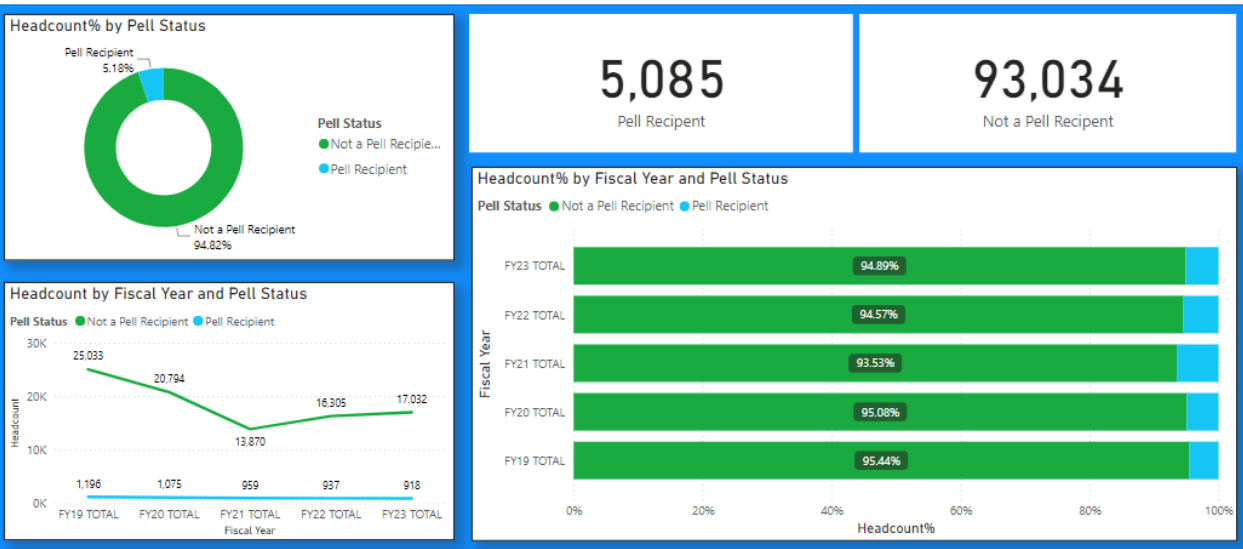 Headcount% by Pell Status
Pell Recipient
5.18%
Pell Status
Not a Pell Recipie...
Pell Recipient
Not a Pell Recipient
94.82%
5,085
Pell Recipent
93,034
Not a Pell Recipent
Headcount by Fiscal Year and Pell Status
Pell Status Not a Pell Recipient Pell Recipient
30K
20K
10K
0K
Headcount
25,033
20,794
13,870
16,305
17,032
1,196
1,075
959
937
918
FY19 TOTAL FY20 TOTAL FY21 TOTAL FY22 TOTAL FY23 TOTAL
Fiscal Year
Headcount% by Fiscal Year and Pell Status
Pell Status Not a Pell Recipient Pell Recipient
Fiscal Year
FY23 TOTAL 94.89%
FY22 TOTAL 94.57%
FY21 TOTAL 93.53%
FY20 TOTAL 95.08%
FY19 TOTAL 95.44%
0% 20% 40% 60% 80% 100%
Headcount%